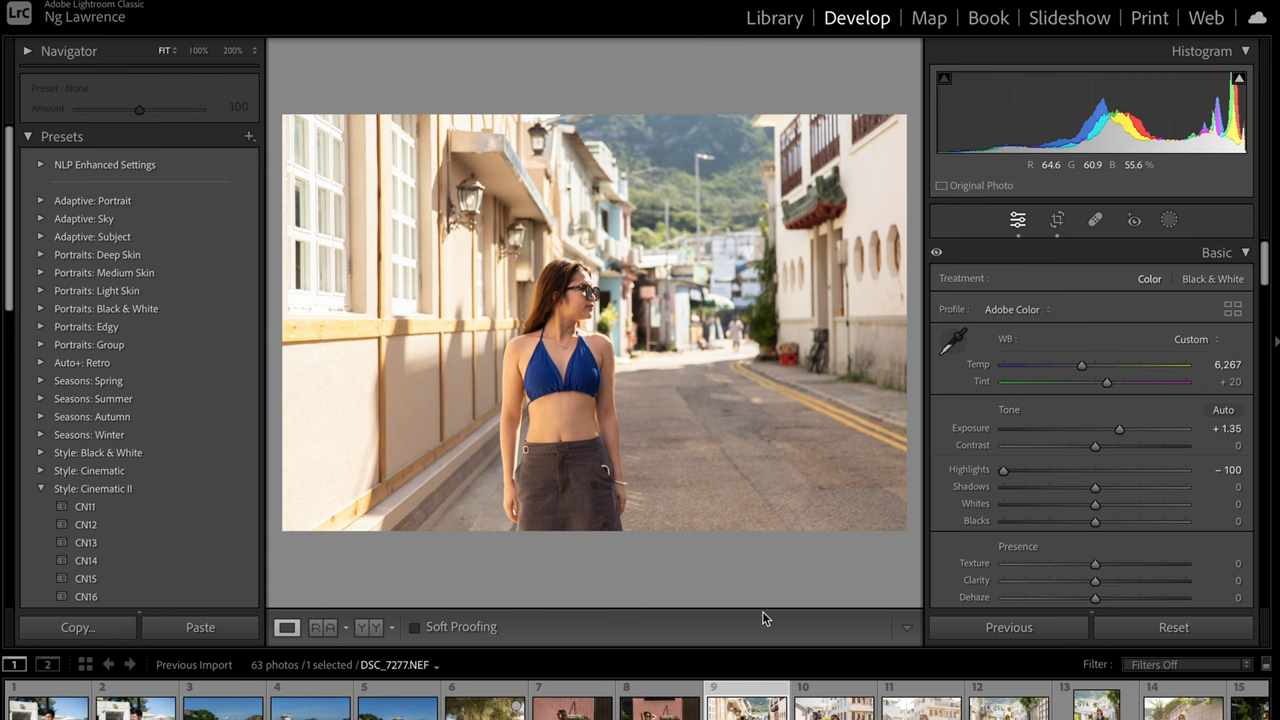 LrC
Adobe Lightroom Classic
Ng Lawrence
Library | Develop | Map | Book | Slideshow | Print | Web
Navigator FIT 100% 200%
Preset : None
Amount 100
Presets
NLP Enhanced Settings
Adaptive: Portrait
Adaptive: Sky
Adaptive: Subject
Portraits: Deep Skin
Portraits: Medium Skin
Portraits: Light Skin
Portraits: Black & White
Portraits: Edgy
Portraits: Group
Auto+: Retro
Seasons: Spring
Seasons: Summer
Seasons: Autumn
Seasons: Winter
Style: Black & White
Style: Cinematic
Style: Cinematic II
CN11
CN12
CN13
CN14
CN15
CN16
Copy... Paste
R A Y Y Soft Proofing
Histogram
R 64.6 G 60.9 B 55.6 %
Original Photo
Basic
Treatment : Color | Black & White
Profile : Adobe Color
WB : Custom
Temp 6,267
Tint + 20
Tone Auto
Exposure + 1.35
Contrast 0
Highlights − 100
Shadows 0
Whites 0
Blacks 0
Presence
Texture 0
Clarity 0
Dehaze 0
Previous Reset
1 2 Previous Import 63 photos / 1 selected / DSC_7277.NEF Filter : Filters Off
1 2 3 4 5 6 7 8 9 10 11 12 13 14 15